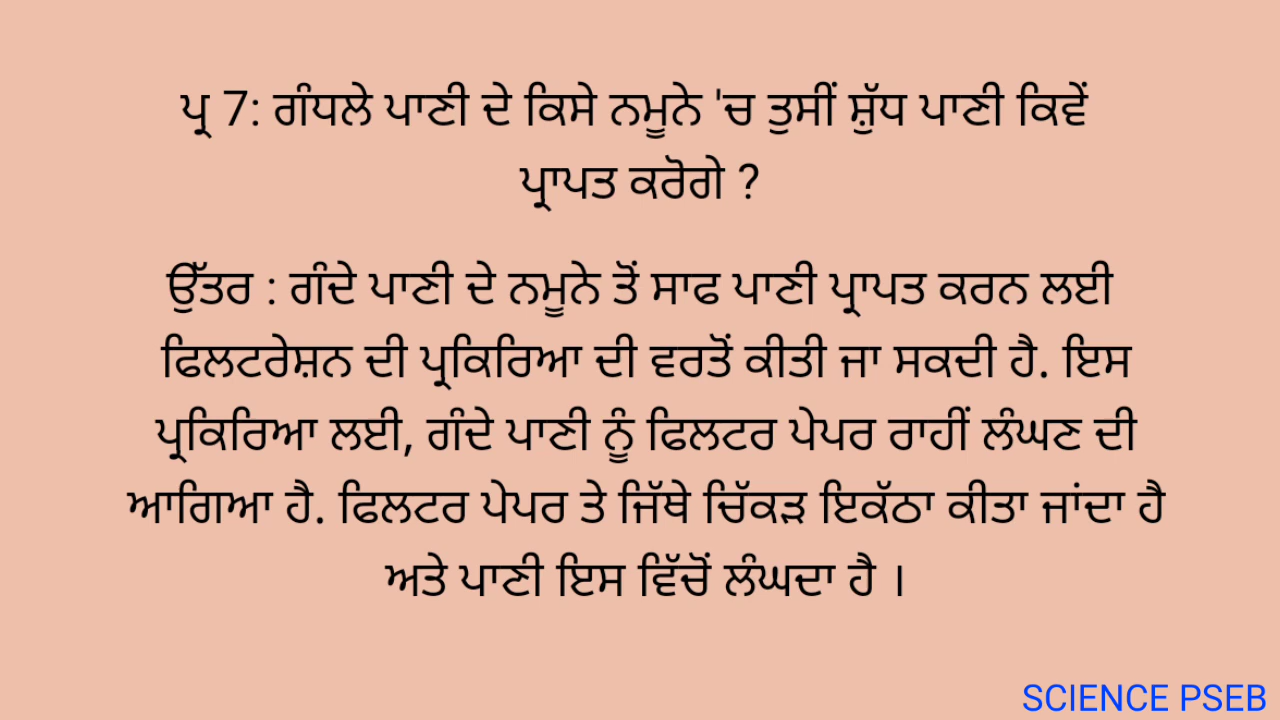 ਪ੍ਰ 7: ਗੰਧਲੇ ਪਾਣੀ ਦੇ ਕਿਸੇ ਨਮੂਨੇ 'ਚ ਤੁਸੀਂ ਸ਼ੁੱਧ ਪਾਣੀ ਕਿਵੇਂ
ਪ੍ਰਾਪਤ ਕਰੋਗੇ ?
ਉੱਤਰ : ਗੰਦੇ ਪਾਣੀ ਦੇ ਨਮੂਨੇ ਤੋਂ ਸਾਫ ਪਾਣੀ ਪ੍ਰਾਪਤ ਕਰਨ ਲਈ
ਫਿਲਟਰੇਸ਼ਨ ਦੀ ਪ੍ਰਕਿਰਿਆ ਦੀ ਵਰਤੋਂ ਕੀਤੀ ਜਾ ਸਕਦੀ ਹੈ. ਇਸ
ਪ੍ਰਕਿਰਿਆ ਲਈ, ਗੰਦੇ ਪਾਣੀ ਨੂੰ ਫਿਲਟਰ ਪੇਪਰ ਰਾਹੀਂ ਲੰਘਣ ਦੀ
ਆਗਿਆ ਹੈ. ਫਿਲਟਰ ਪੇਪਰ ਤੇ ਜਿੱਥੇ ਚਿੱਕੜ ਇਕੱਠਾ ਕੀਤਾ ਜਾਂਦਾ ਹੈ
ਅਤੇ ਪਾਣੀ ਇਸ ਵਿੱਚੋਂ ਲੰਘਦਾ ਹੈ ।
SCIENCE PSEB